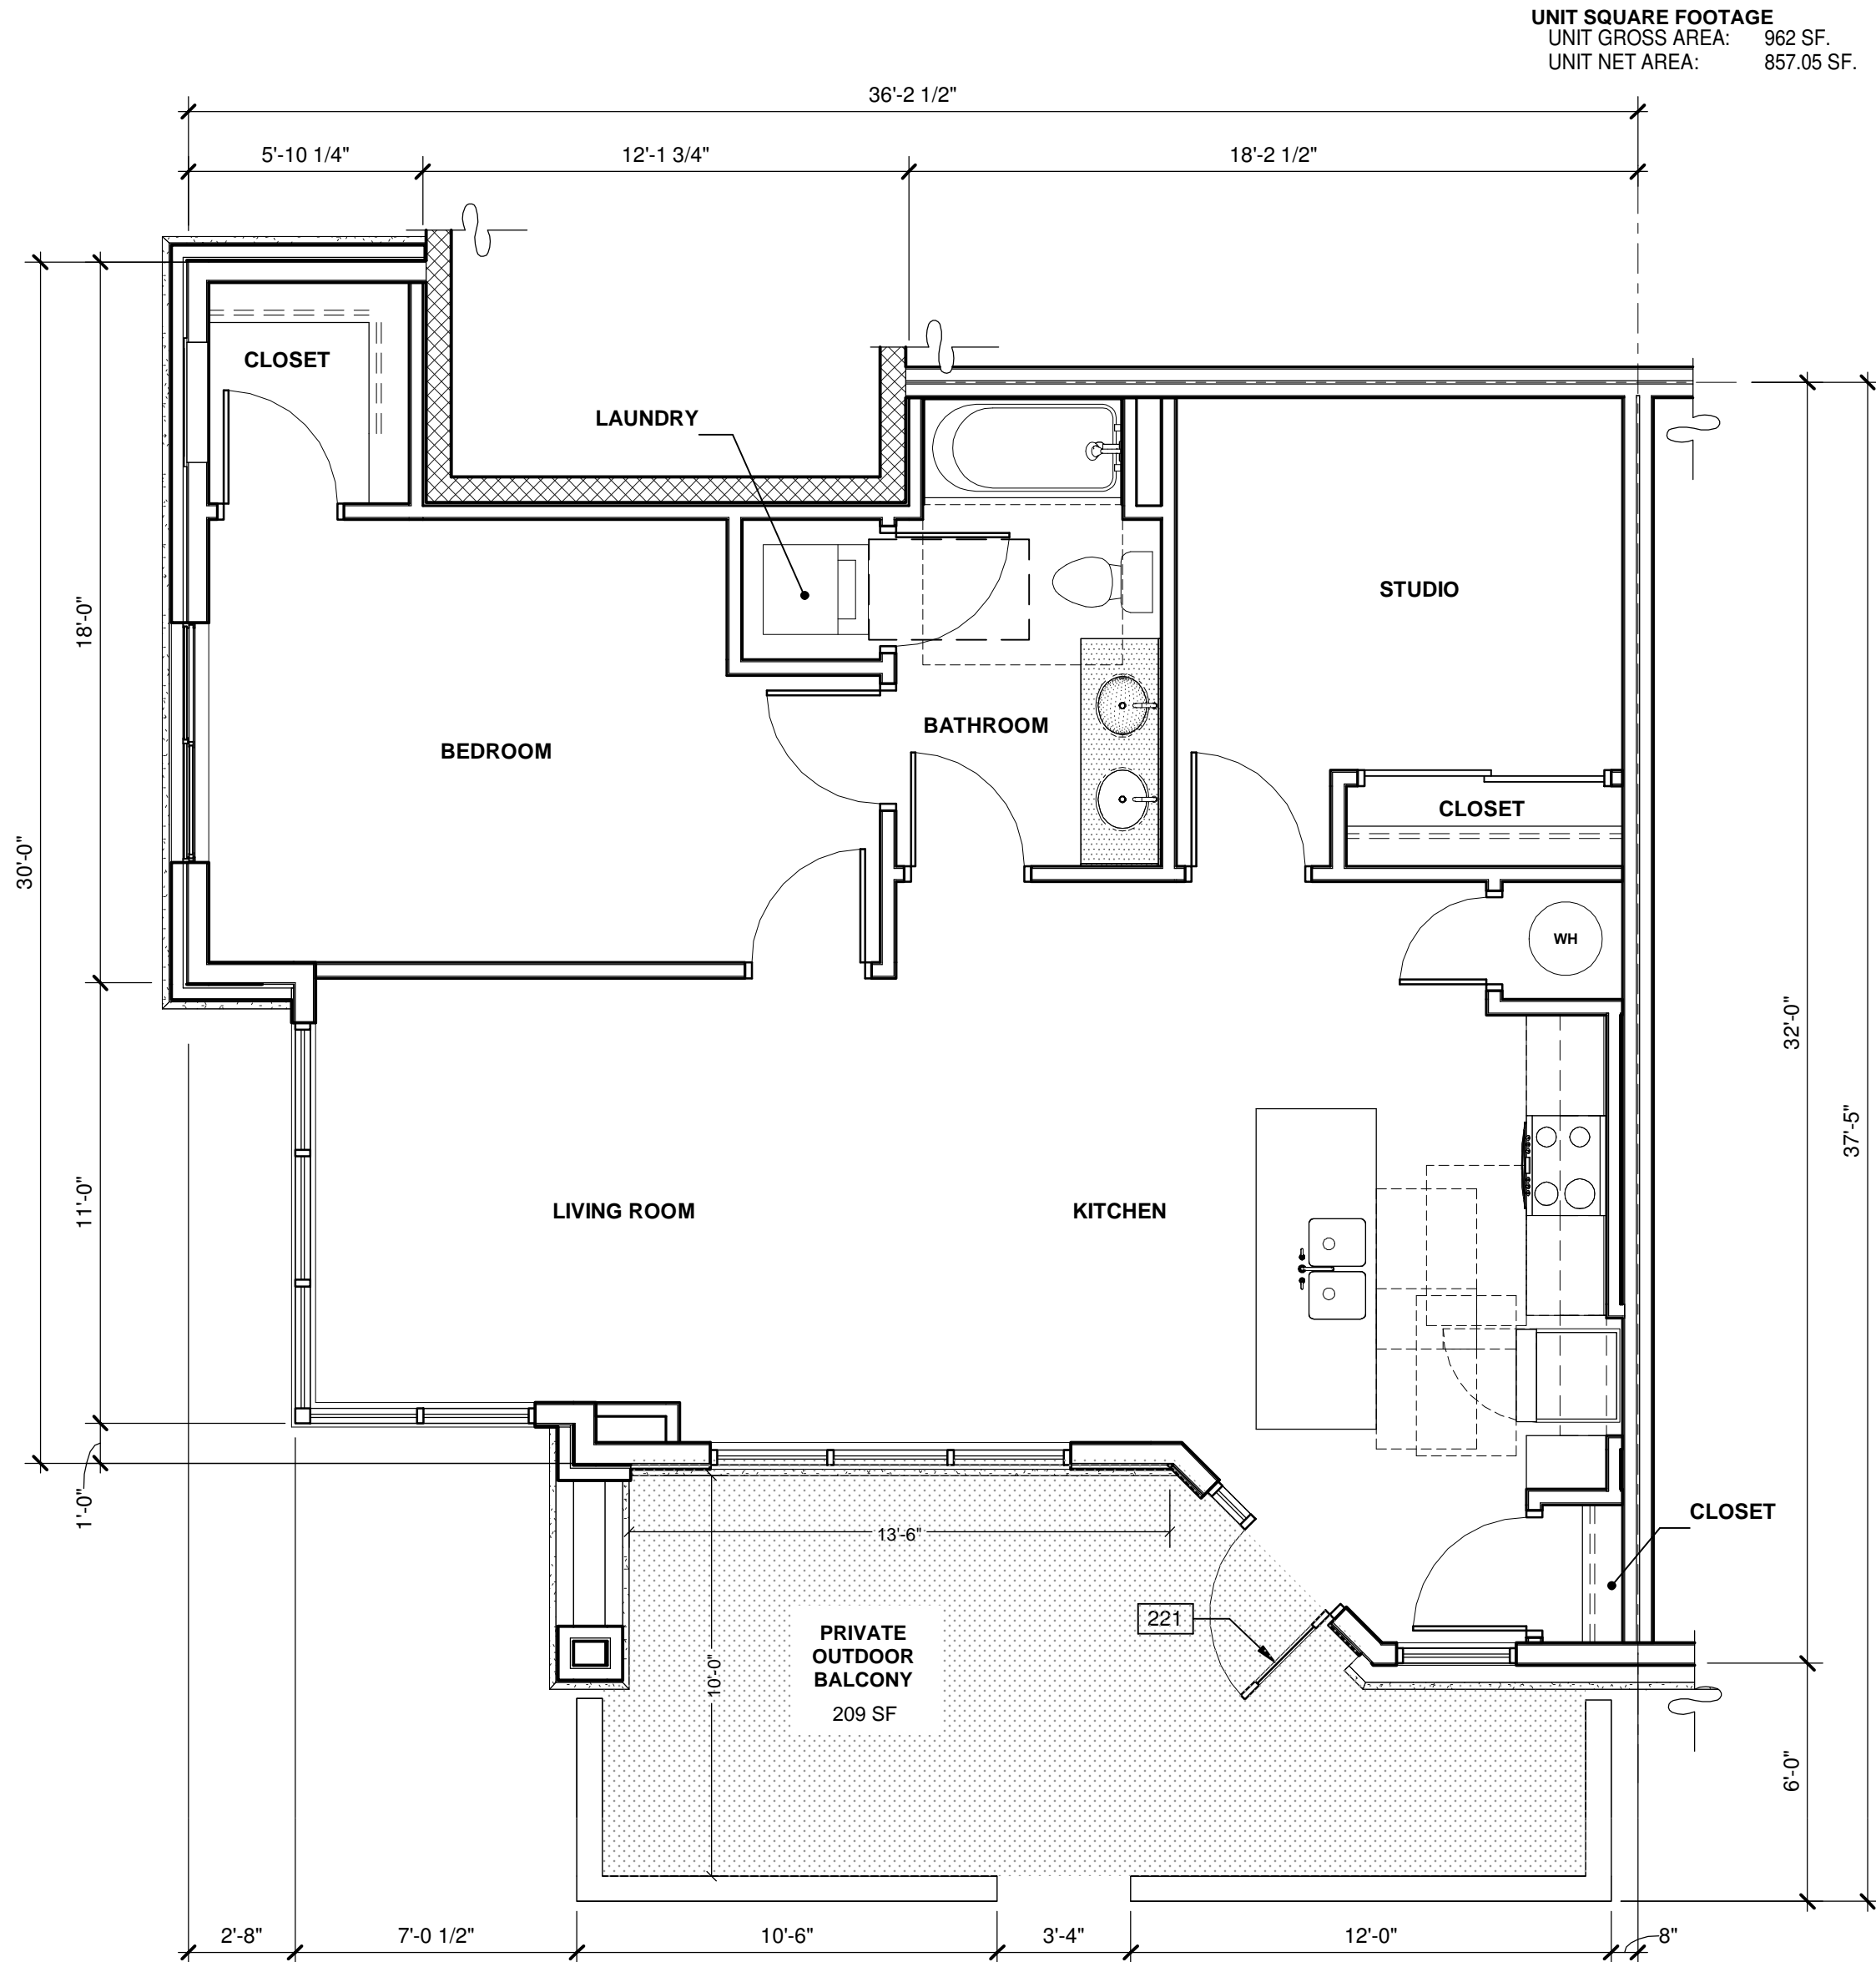 UNIT SQUARE FOOTAGE
UNIT GROSS AREA: 962 SF.
UNIT NET AREA: 857.05 SF.
36'-2 1/2"
5'-10 1/4" 12'-1 3/4" 18'-2 1/2"
CLOSET
LAUNDRY
STUDIO
18'-0"
BATHROOM
BEDROOM
CLOSET
30'-0"
WH
32'-0"
37'-5"
11'-0"
LIVING ROOM
KITCHEN
1'-0"
CLOSET
13'-6"
221
PRIVATE
OUTDOOR
BALCONY
209 SF
10'-0"
6'-0"
2'-8" 7'-0 1/2" 10'-6" 3'-4" 12'-0" 8"